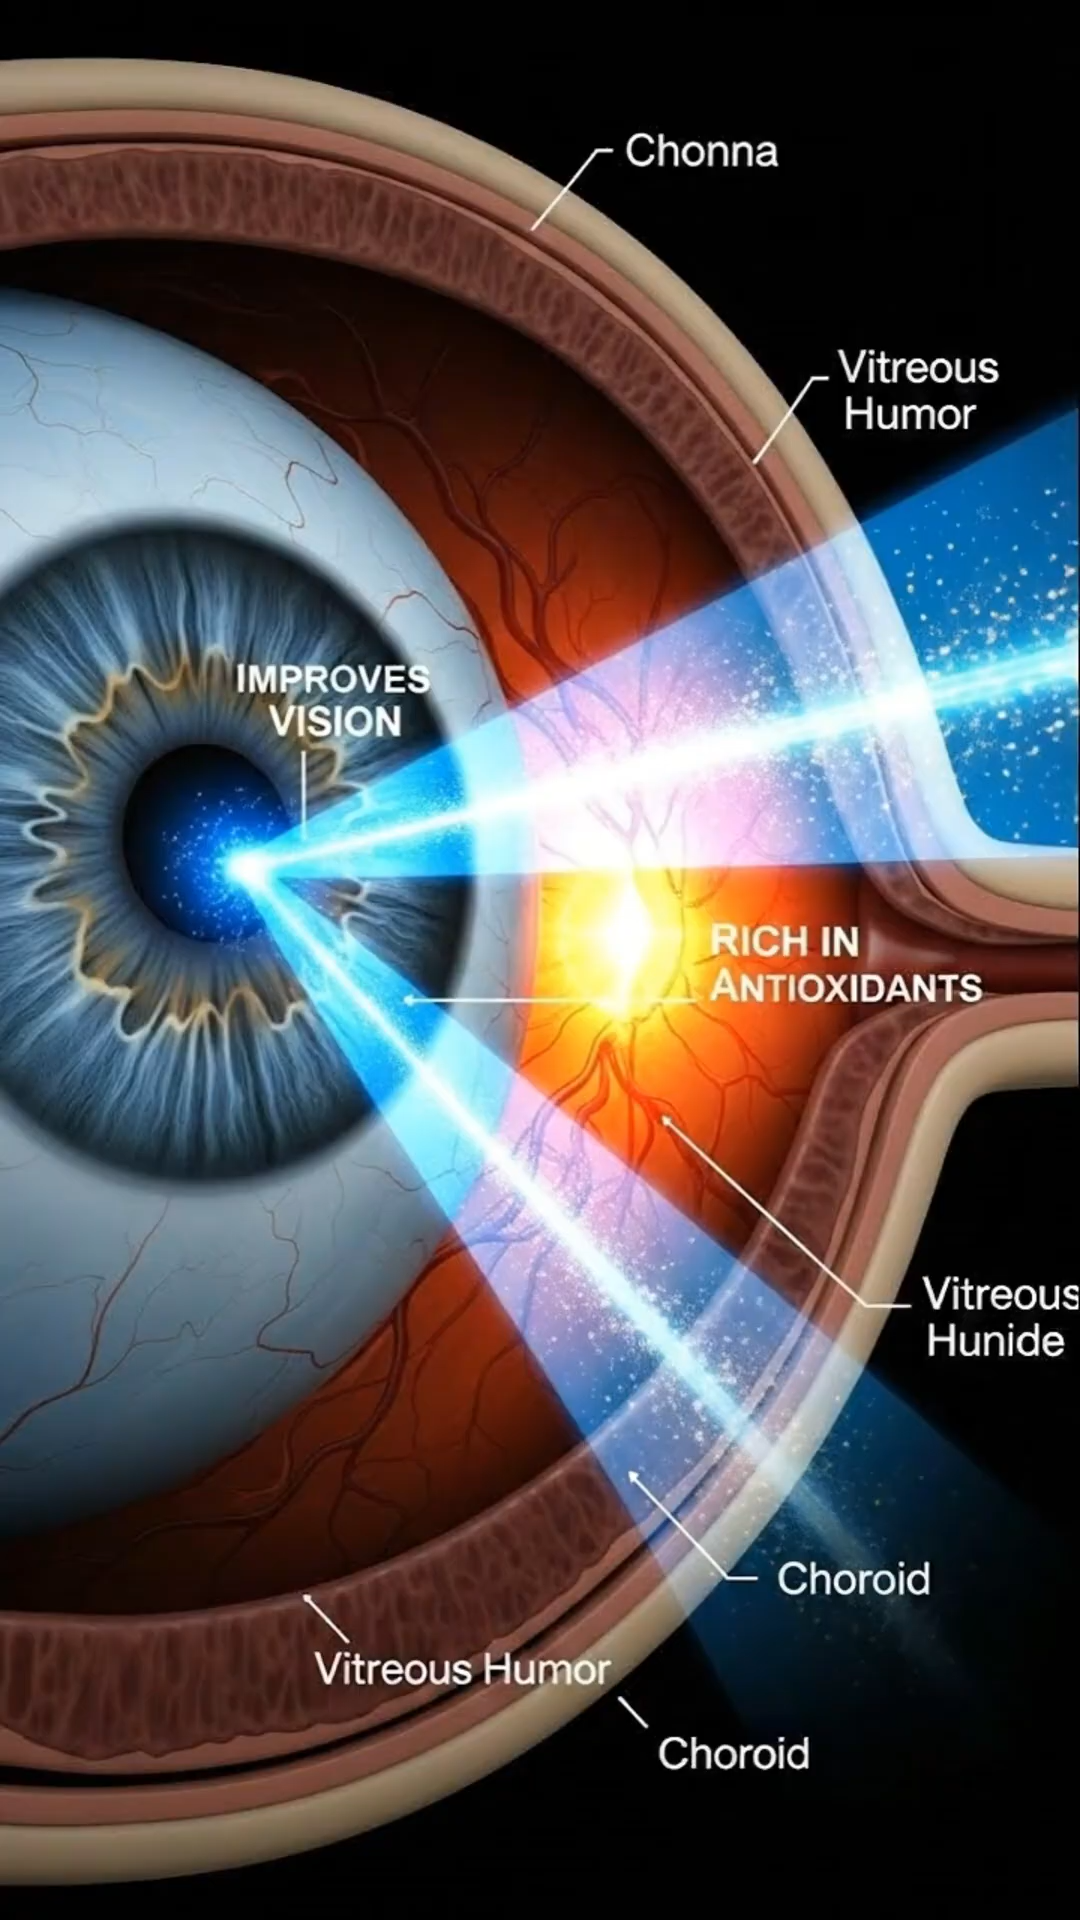 Chonna
Vitreous
Humor
IMPROVES
VISION
RICH IN
ANTIOXIDANTS
Vitreous
Hunide
Choroid
Vitreous Humor
Choroid